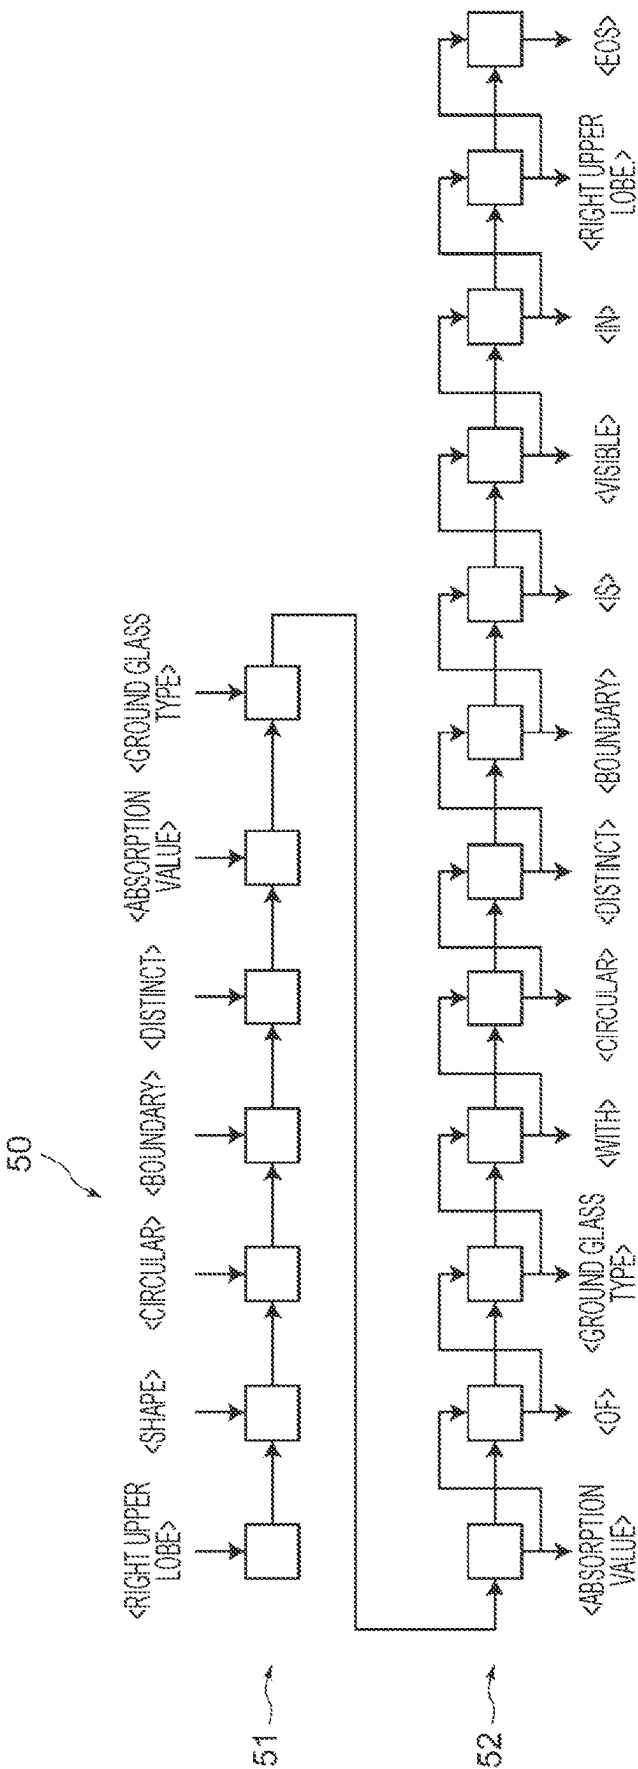 50
51
<RIGHT UPPER
LOBE>
<SHAPE>
<CIRCULAR>
<BOUNDARY>
<DISTINCT>
<ABSORPTION
VALUE>
<GROUND GLASS
TYPE>
52
<ABSORPTION
VALUE>
<OF>
<GROUND GLASS
TYPE>
<WITH>
<CIRCULAR>
<DISTINCT>
<BOUNDARY>
<IS>
<VISIBLE>
<IN>
<RIGHT UPPER
LOBE.>
<EOS>